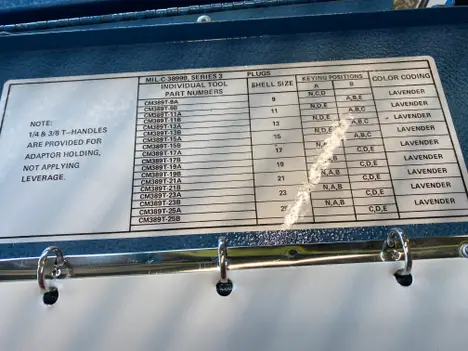 MIL-C-38999, SERIES 3 PLUGS
INDIVIDUAL TOOL PART NUMBERS
SHELL SIZE
KEYING POSITIONS
A B
COLOR CODING
NOTE:
1/4 & 3/8 T-HANDLES
ARE PROVIDED FOR
ADAPTOR HOLDING,
NOT APPLYING
LEVERAGE.
CM389T-9A 9 N,C,D LAVENDER
CM389T-9B A,B,E
CM389T-11A 11 N,D,E LAVENDER
CM389T-11B A,B,C
CM389T-13A 13 N,D,E LAVENDER
CM389T-13B A,B,C
CM389T-15A 15 N,D,E LAVENDER
CM389T-15B A,B,C
CM389T-17A 17 N,D,E LAVENDER
CM389T-17B A,B,C
CM389T-19A 19 N,A,B LAVENDER
CM389T-19B C,D,E
CM389T-21A 21 N,A,B LAVENDER
CM389T-21B C,D,E
CM389T-23A 23 N,A,B LAVENDER
CM389T-23B C,D,E
CM389T-25A N,A,B LAVENDER
CM389T-25B C,D,E